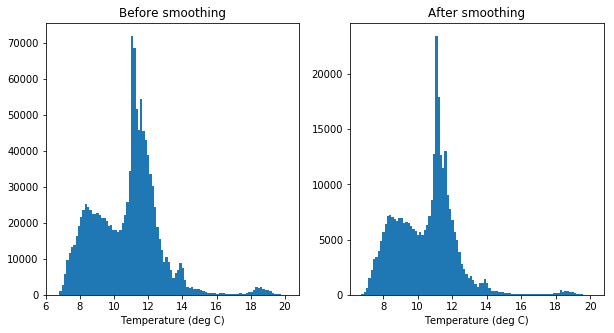 Before smoothing
70000
60000
50000
40000
30000
20000
10000
0
6 8 10 12 14 16 18 20
Temperature (deg C)
After smoothing
20000
15000
10000
5000
0
8 10 12 14 16 18 20
Temperature (deg C)